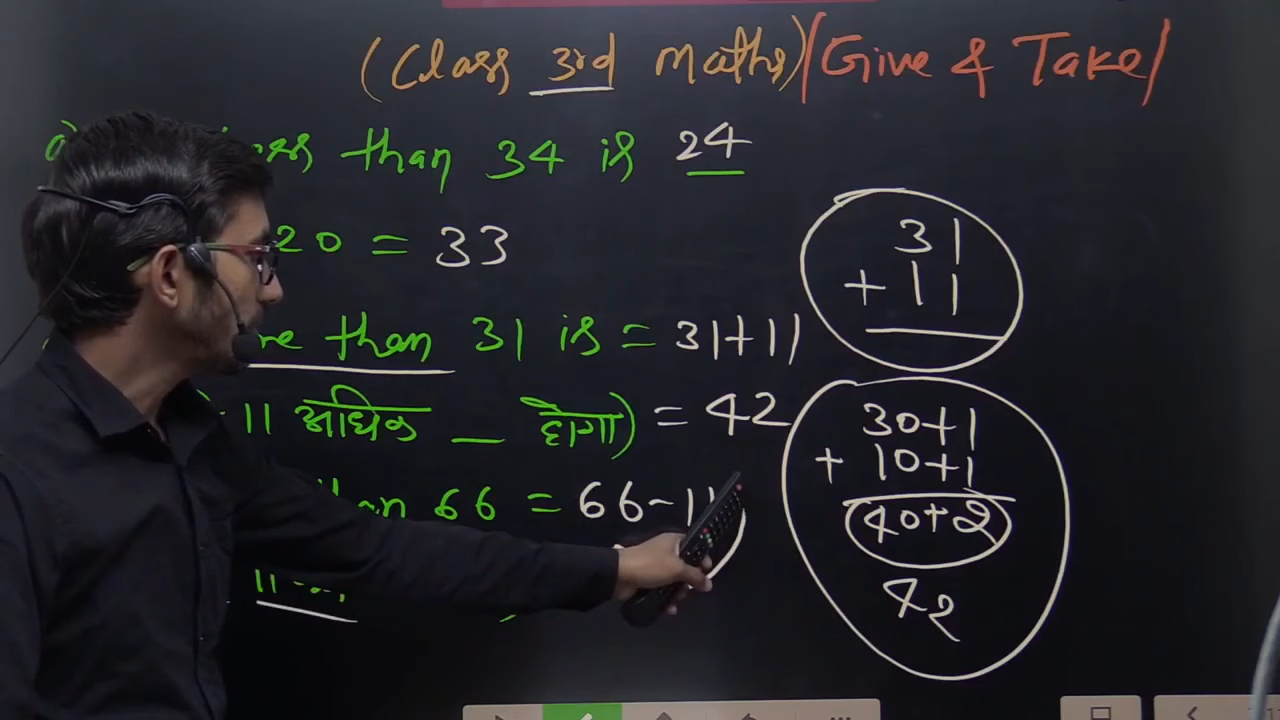 (Class 3rd maths)/Give & Take/
than 34 is 24
20 = 33
than 31 is = 31+11
11 अधिक _ होगा) = 42
66 = 66-11
31
+ 11
30+1
+ 10+1
40+2
42